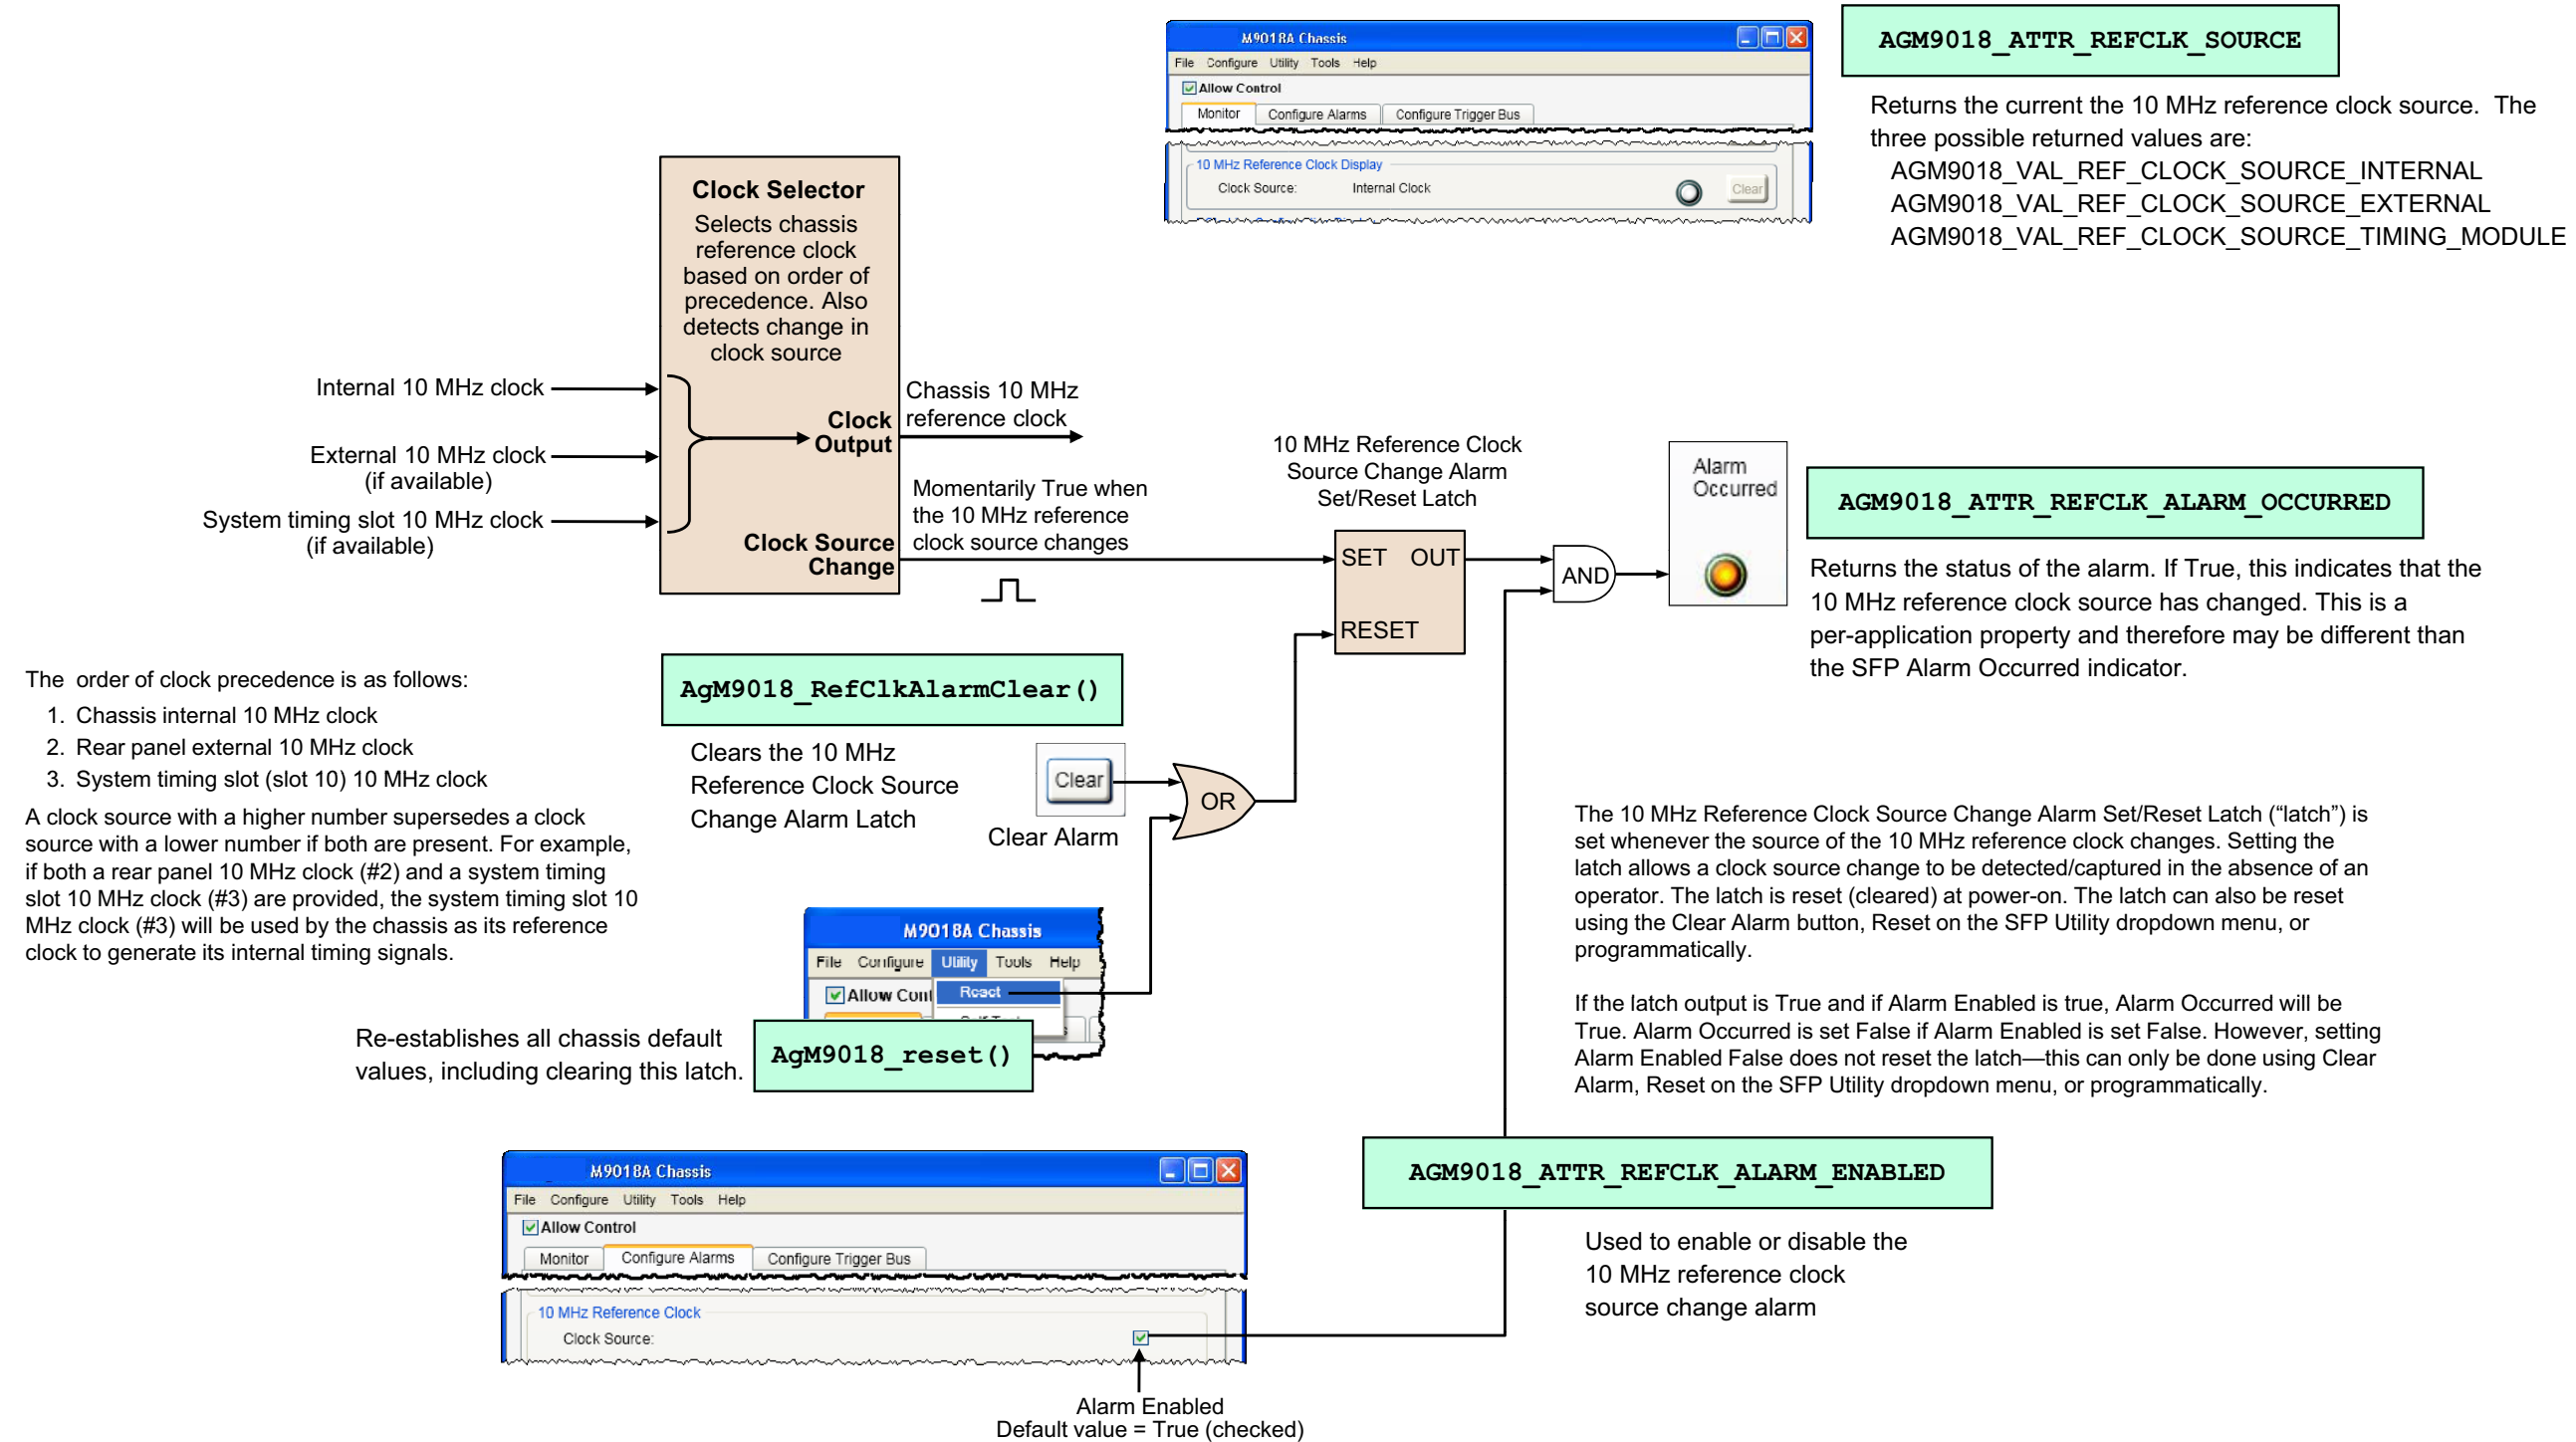 M9018A Chassis
File Configure Utility Tools Help
Allow Control
Monitor Configure Alarms Configure Trigger Bus
10 MHz Reference Clock Display
Clock Source: Internal Clock Clear
AGM9018_ATTR_REFCLK_SOURCE
Returns the current the 10 MHz reference clock source. The
three possible returned values are:
AGM9018_VAL_REF_CLOCK_SOURCE_INTERNAL
AGM9018_VAL_REF_CLOCK_SOURCE_EXTERNAL
AGM9018_VAL_REF_CLOCK_SOURCE_TIMING_MODULE
Clock Selector
Selects chassis
reference clock
based on order of
precedence. Also
detects change in
clock source
Internal 10 MHz clock
External 10 MHz clock
(if available)
System timing slot 10 MHz clock
(if available)
Clock
Output
Clock Source
Change
Chassis 10 MHz
reference clock
Momentarily True when
the 10 MHz reference
clock source changes
10 MHz Reference Clock
Source Change Alarm
Set/Reset Latch
SET OUT
RESET
AND
Alarm
Occurred
AGM9018_ATTR_REFCLK_ALARM_OCCURRED
Returns the status of the alarm. If True, this indicates that the
10 MHz reference clock source has changed. This is a
per-application property and therefore may be different than
the SFP Alarm Occurred indicator.
The order of clock precedence is as follows:
1. Chassis internal 10 MHz clock
2. Rear panel external 10 MHz clock
3. System timing slot (slot 10) 10 MHz clock
A clock source with a higher number supersedes a clock
source with a lower number if both are present. For example,
if both a rear panel 10 MHz clock (#2) and a system timing
slot 10 MHz clock (#3) are provided, the system timing slot 10
MHz clock (#3) will be used by the chassis as its reference
clock to generate its internal timing signals.
AgM9018_RefClkAlarmClear()
Clears the 10 MHz
Reference Clock Source
Change Alarm Latch
Clear
Clear Alarm
OR
M9018A Chassis
File Configure Utility Tools Help
Allow Cont
Reset
Re-establishes all chassis default
values, including clearing this latch.
AgM9018_reset()
The 10 MHz Reference Clock Source Change Alarm Set/Reset Latch (“latch”) is
set whenever the source of the 10 MHz reference clock changes. Setting the
latch allows a clock source change to be detected/captured in the absence of an
operator. The latch is reset (cleared) at power-on. The latch can also be reset
using the Clear Alarm button, Reset on the SFP Utility dropdown menu, or
programmatically.
If the latch output is True and if Alarm Enabled is true, Alarm Occurred will be
True. Alarm Occurred is set False if Alarm Enabled is set False. However, setting
Alarm Enabled False does not reset the latch—this can only be done using Clear
Alarm, Reset on the SFP Utility dropdown menu, or programmatically.
AGM9018_ATTR_REFCLK_ALARM_ENABLED
Used to enable or disable the
10 MHz reference clock
source change alarm
M9018A Chassis
File Configure Utility Tools Help
Allow Control
Monitor Configure Alarms Configure Trigger Bus
10 MHz Reference Clock
Clock Source:
Alarm Enabled
Default value = True (checked)